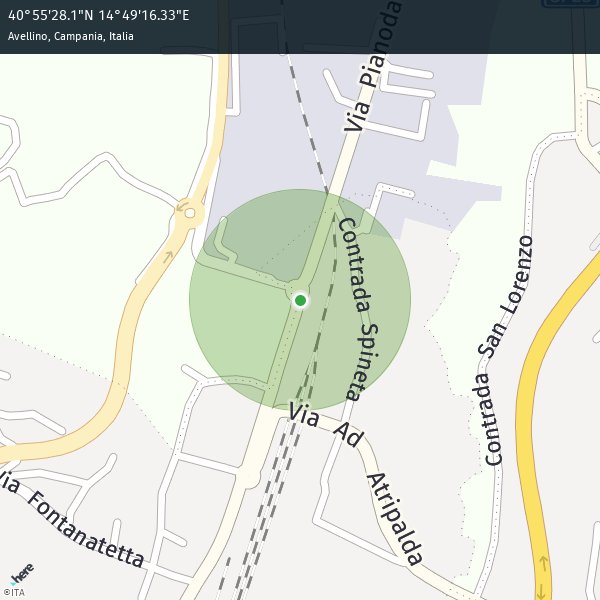 40°55'28.1"N 14°49'16.33"E
Avellino, Campania, Italia
Via Pianoda
Contrada Spineta
Contrada San Lorenzo
Via Ad Atripalda
Via Fontanatetta
here
©ITA